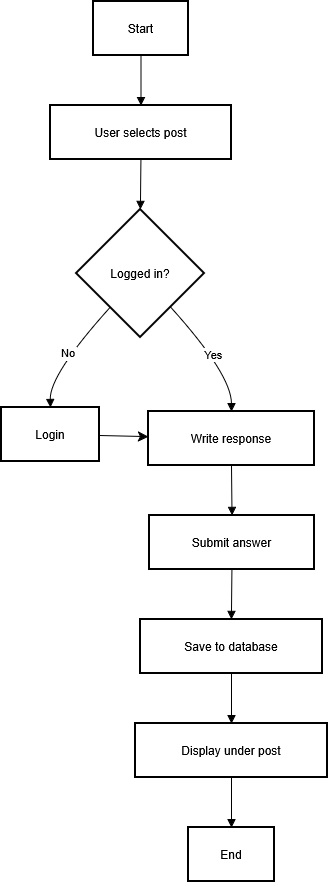 Start
User selects post
Logged in?
No
Yes
Login
Write response
Submit answer
Save to database
Display under post
End